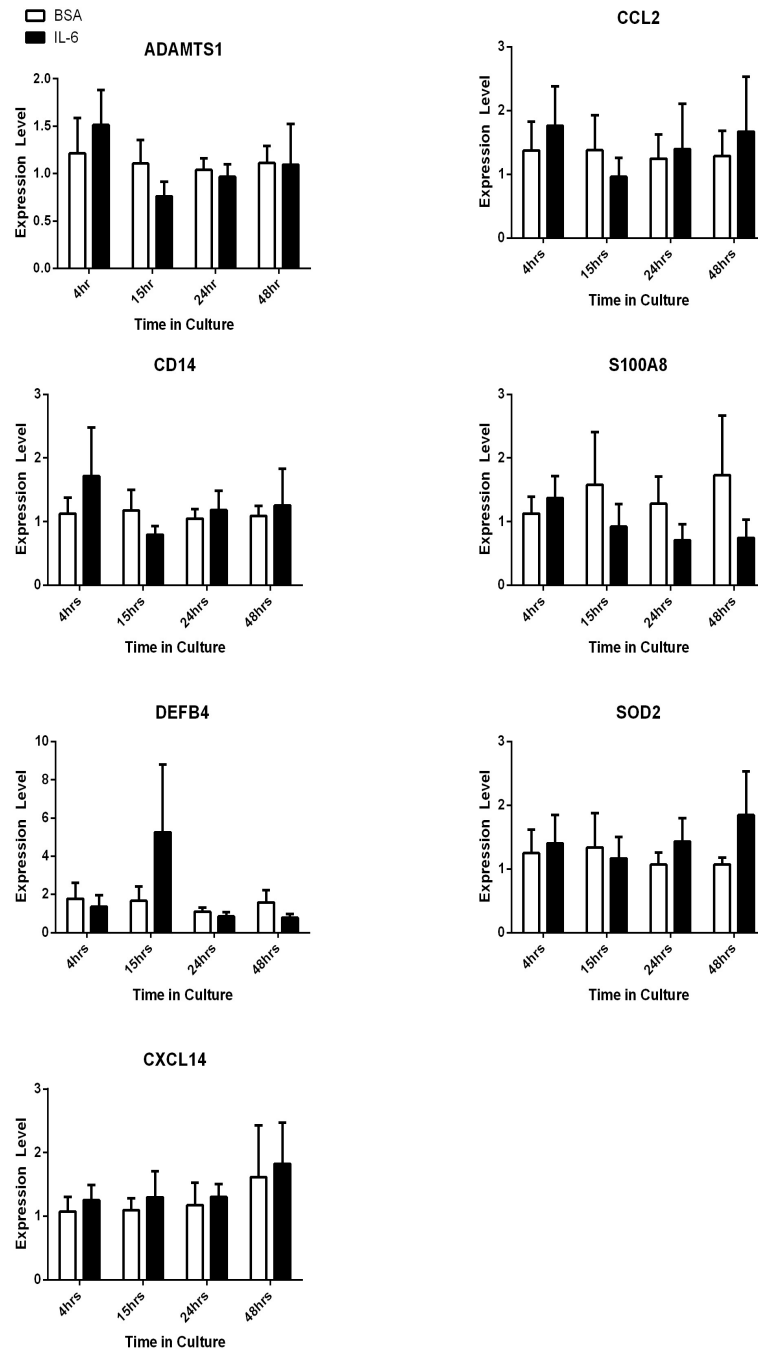 BSA
IL-6
ADAMTS1
Expression Level
2.0
1.5
1.0
0.5
0.0
4hr
15hr
24hr
48hr
Time in Culture
CCL2
Expression Level
3
2
1
0
4hrs
15hrs
24hrs
48hrs
Time in Culture
CD14
Expression Level
3
2
1
0
4hrs
15hrs
24hrs
48hrs
Time in Culture
S100A8
Expression Level
3
2
1
0
4hrs
15hrs
24hrs
48hrs
Time in Culture
DEFB4
Expression Level
10
8
6
4
2
0
4hrs
15hrs
24hrs
48hrs
Time in Culture
SOD2
Expression Level
3
2
1
0
4hrs
15hrs
24hrs
48hrs
Time in Culture
CXCL14
Expression Level
3
2
1
0
4hrs
15hrs
24hrs
48hrs
Time in Culture